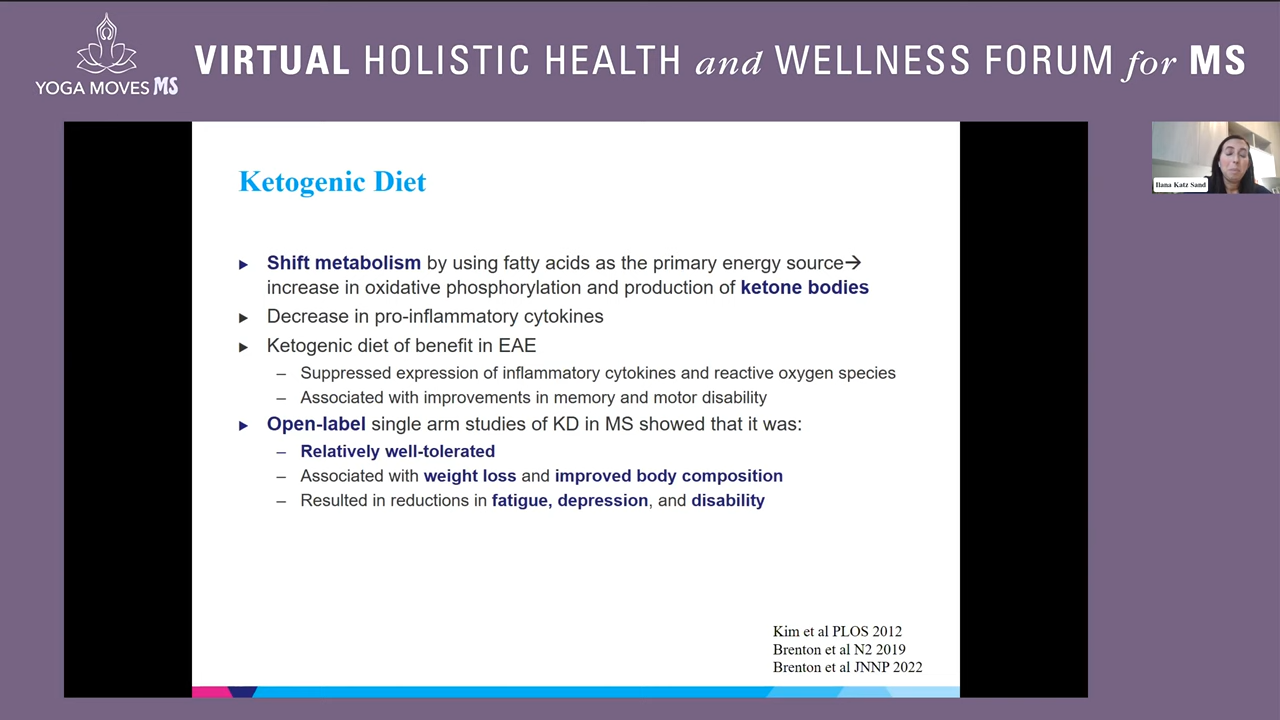 YOGA MOVES MS
VIRTUAL HOLISTIC HEALTH and WELLNESS FORUM for MS
Ilana Katz Sand
Ketogenic Diet
Shift metabolism by using fatty acids as the primary energy source→
increase in oxidative phosphorylation and production of ketone bodies
Decrease in pro-inflammatory cytokines
Ketogenic diet of benefit in EAE
– Suppressed expression of inflammatory cytokines and reactive oxygen species
– Associated with improvements in memory and motor disability
Open-label single arm studies of KD in MS showed that it was:
– Relatively well-tolerated
– Associated with weight loss and improved body composition
– Resulted in reductions in fatigue, depression, and disability
Kim et al PLOS 2012
Brenton et al N2 2019
Brenton et al JNNP 2022